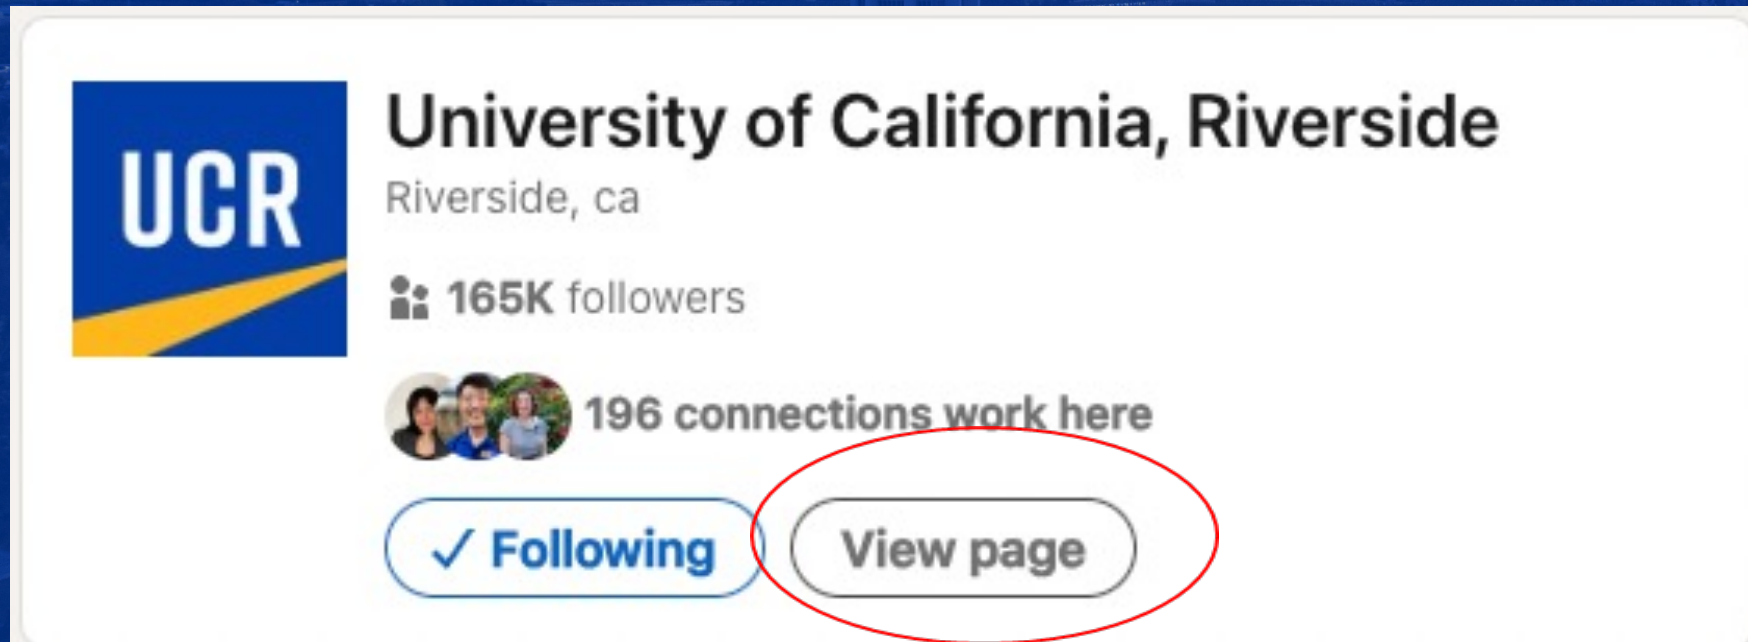 UCR
University of California, Riverside
Riverside, ca
165K followers
196 connections work here
✓ Following
View page